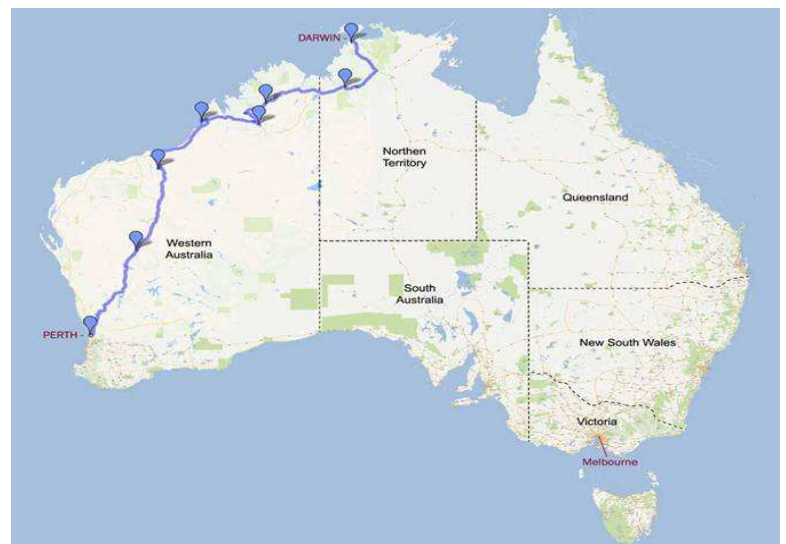 DARWIN -
Northen
Territory
Queensland
Western
Australia
South
Australia
PERTH -
New South Wales
Victoria
Melbourne